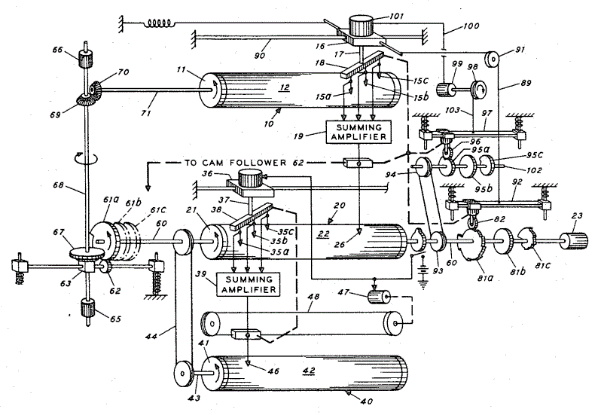 101
100
66
16
17
90
18
91
99
98
89
70
11
12
15a
15b
15c
97
69
71
10
103
19
SUMMING
AMPLIFIER
96
95a
95c
TO CAM FOLLOWER 62
36
94
95b
102
68
92
61a
61b
61c
37
38
20
60
21
22
35c
35b
35a
26
82
23
67
39
93
60
81a
81b
81c
63
62
SUMMING
AMPLIFIER
48
47
65
44
41
42
43
46
40